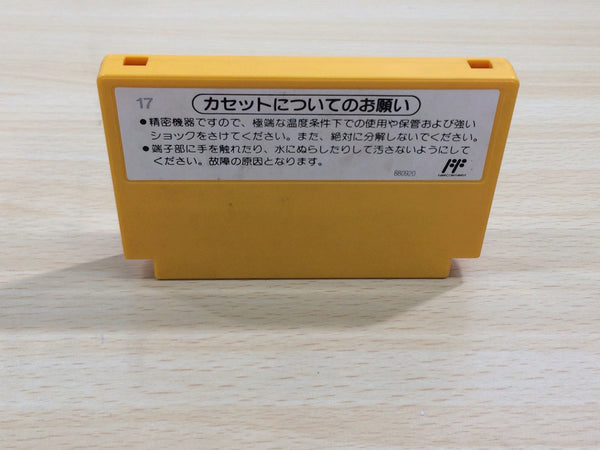 17
カセットについてのお願い
●精密機器ですので、極端な温度条件下での使用や保管および強い
ショックをさけてください。また、絶対に分解しないでください。
●端子部に手を触れたり、水にぬらしたりして汚さないようにして
ください。故障の原因となります。
880920